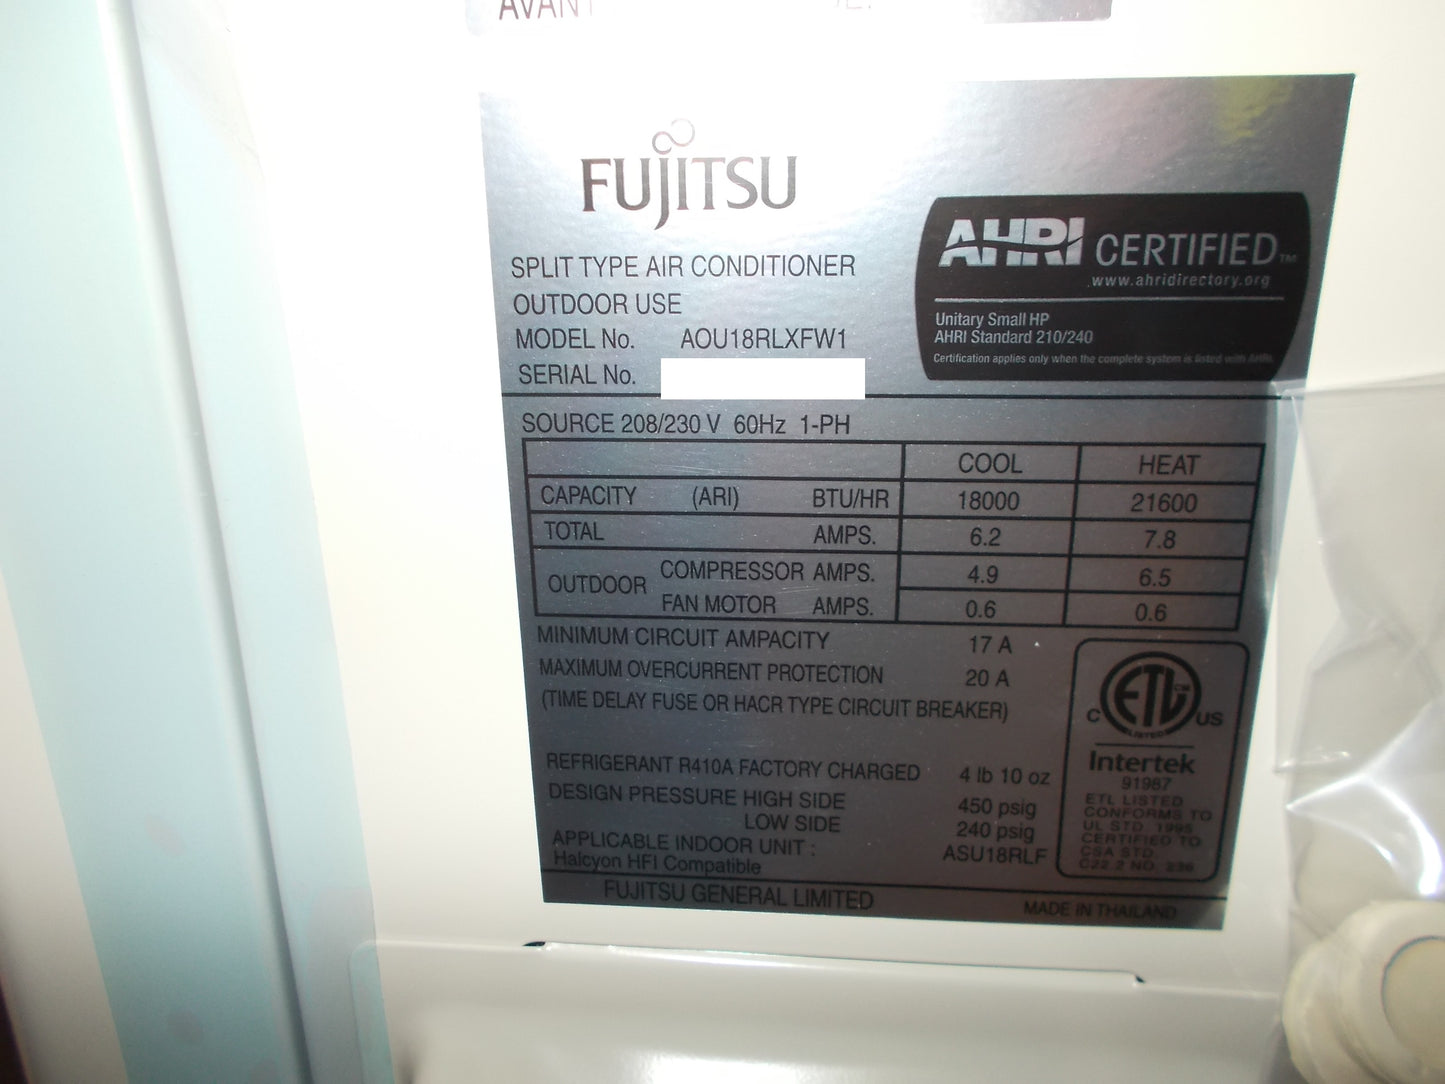 AVANT
FUJITSU
SPLIT TYPE AIR CONDITIONER
OUTDOOR USE
MODEL No. AOU18RLXFW1
SERIAL No.
AHRI CERTIFIED™
www.ahridirectory.org
Unitary Small HP
AHRI Standard 210/240
Certification applies only when the complete system is listed with AHRI.
SOURCE 208/230 V 60Hz 1-PH
COOL HEAT
CAPACITY (ARI) BTU/HR 18000 21600
TOTAL AMPS. 6.2 7.8
OUTDOOR COMPRESSOR AMPS. 4.9 6.5
FAN MOTOR AMPS. 0.6 0.6
MINIMUM CIRCUIT AMPACITY 17 A
MAXIMUM OVERCURRENT PROTECTION 20 A
(TIME DELAY FUSE OR HACR TYPE CIRCUIT BREAKER)
REFRIGERANT R410A FACTORY CHARGED 4 lb 10 oz
DESIGN PRESSURE HIGH SIDE 450 psig
LOW SIDE 240 psig
APPLICABLE INDOOR UNIT : ASU18RLF
Halcyon HFI Compatible
C ETL CM US
LISTED
Intertek
91987
ETL LISTED
CONFORMS TO
UL STD. 1995
CERTIFIED TO
CSA STD.
C22.2 NO. 236
FUJITSU GENERAL LIMITED
MADE IN THAILAND